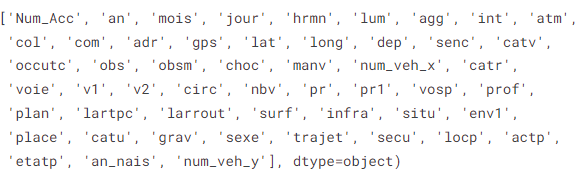 ['Num_Acc', 'an', 'mois', 'jour', 'hrmn', 'lum', 'agg', 'int', 'atm',
'col', 'com', 'adr', 'gps', 'lat', 'long', 'dep', 'senc', 'catv',
'occutc', 'obs', 'obsm', 'choc', 'manv', 'num_veh_x', 'catr',
'voie', 'v1', 'v2', 'circ', 'nbv', 'pr', 'pr1', 'vosp', 'prof',
'plan', 'lartpc', 'larrout', 'surf', 'infra', 'situ', 'env1',
'place', 'catu', 'grav', 'sexe', 'trajet', 'secu', 'locp', 'actp',
'etatp', 'an_nais', 'num_veh_y'], dtype=object)